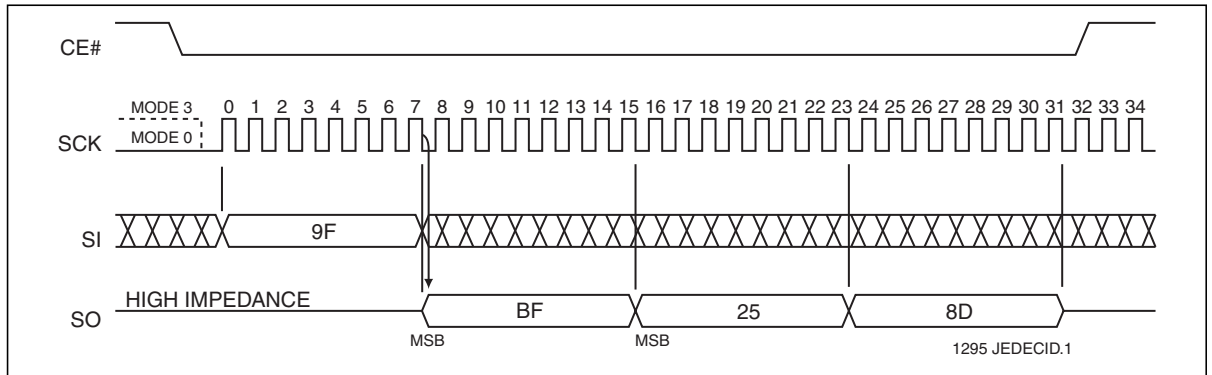 CE#
MODE 3
0 1 2 3 4 5 6 7 8 9 10 11 12 13 14 15 16 17 18 19 20 21 22 23 24 25 26 27 28 29 30 31 32 33 34
SCK
MODE 0
SI
9F
HIGH IMPEDANCE
SO
BF
25
8D
MSB
MSB
1295 JEDECID.1